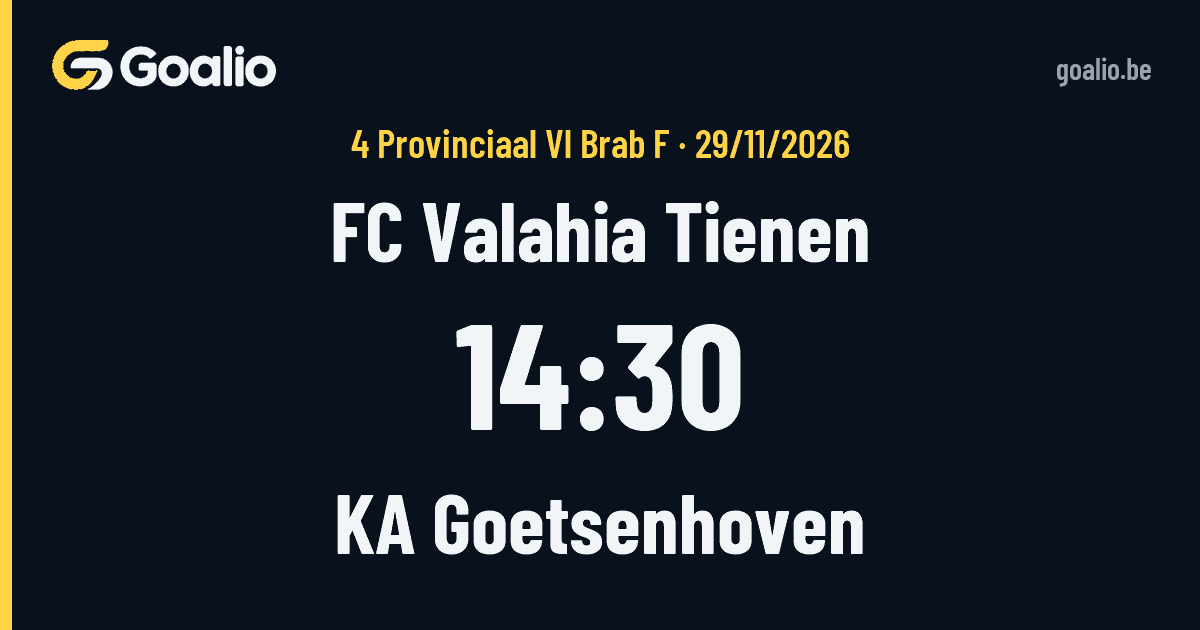 Goalio
goalio.be
4 Provinciaal Vl Brab F · 29/11/2026
FC Valahia Tienen
14:30
KA Goetsenhoven